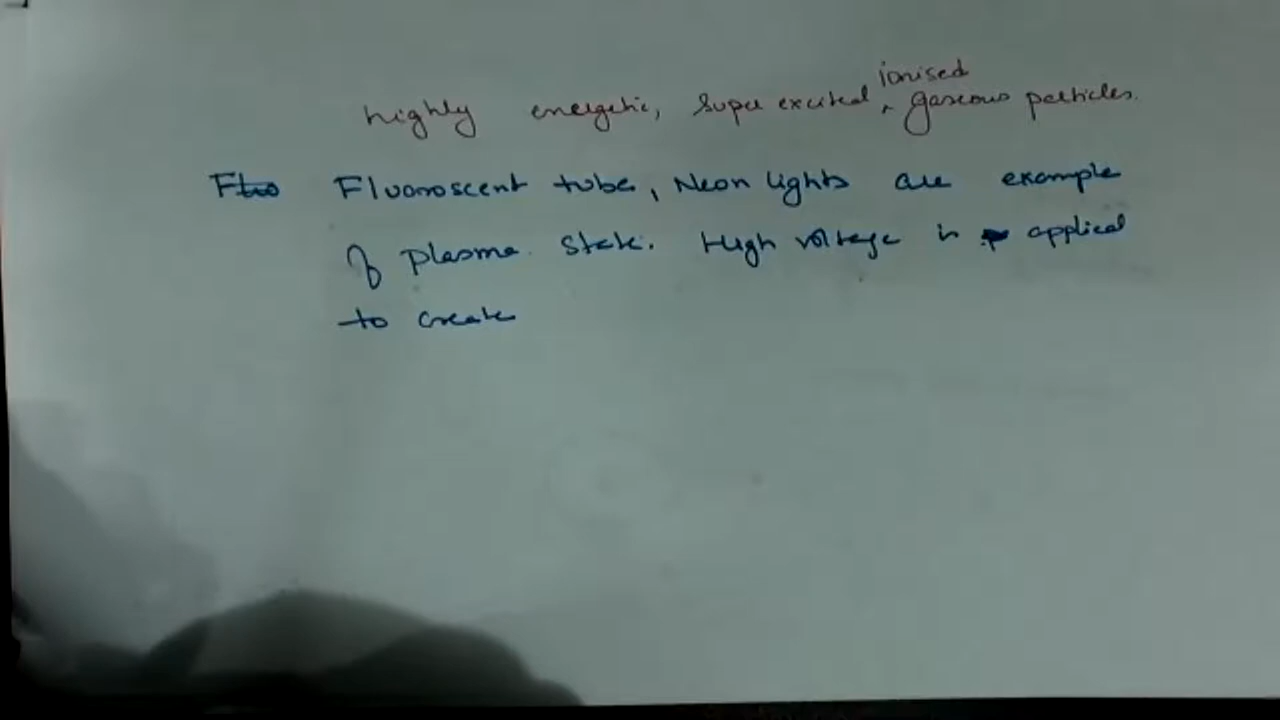 highly energetic, super excited, ionised gaseous particles.
Fluoroscent tube, Neon lights are example
of plasma state. High voltage is applied
to create